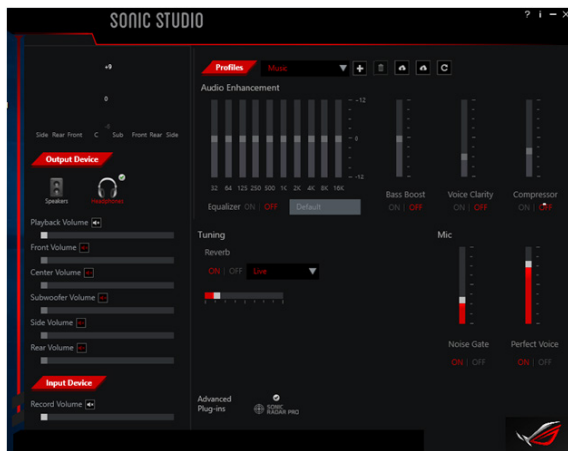 SONIC STUDIO
? i
+9
0
-9
Side Rear Front C Sub Front Rear Side
Output Device
Speakers
Headphones
Playback Volume
Front Volume
Center Volume
Subwoofer Volume
Side Volume
Rear Volume
Input Device
Record Volume
Profiles
Music
Audio Enhancement
-12
0
-12
32 64 125 250 500 1K 2K 4K 8K 16K
Equalizer ON | OFF Default
Bass Boost Voice Clarity Compressor
ON | OFF ON | OFF ON | OFF
Tuning
Reverb
ON | OFF Live
Mic
Noise Gate Perfect Voice
ON | OFF ON | OFF
Advanced
Plug-ins
SONIC
RADAR PRO